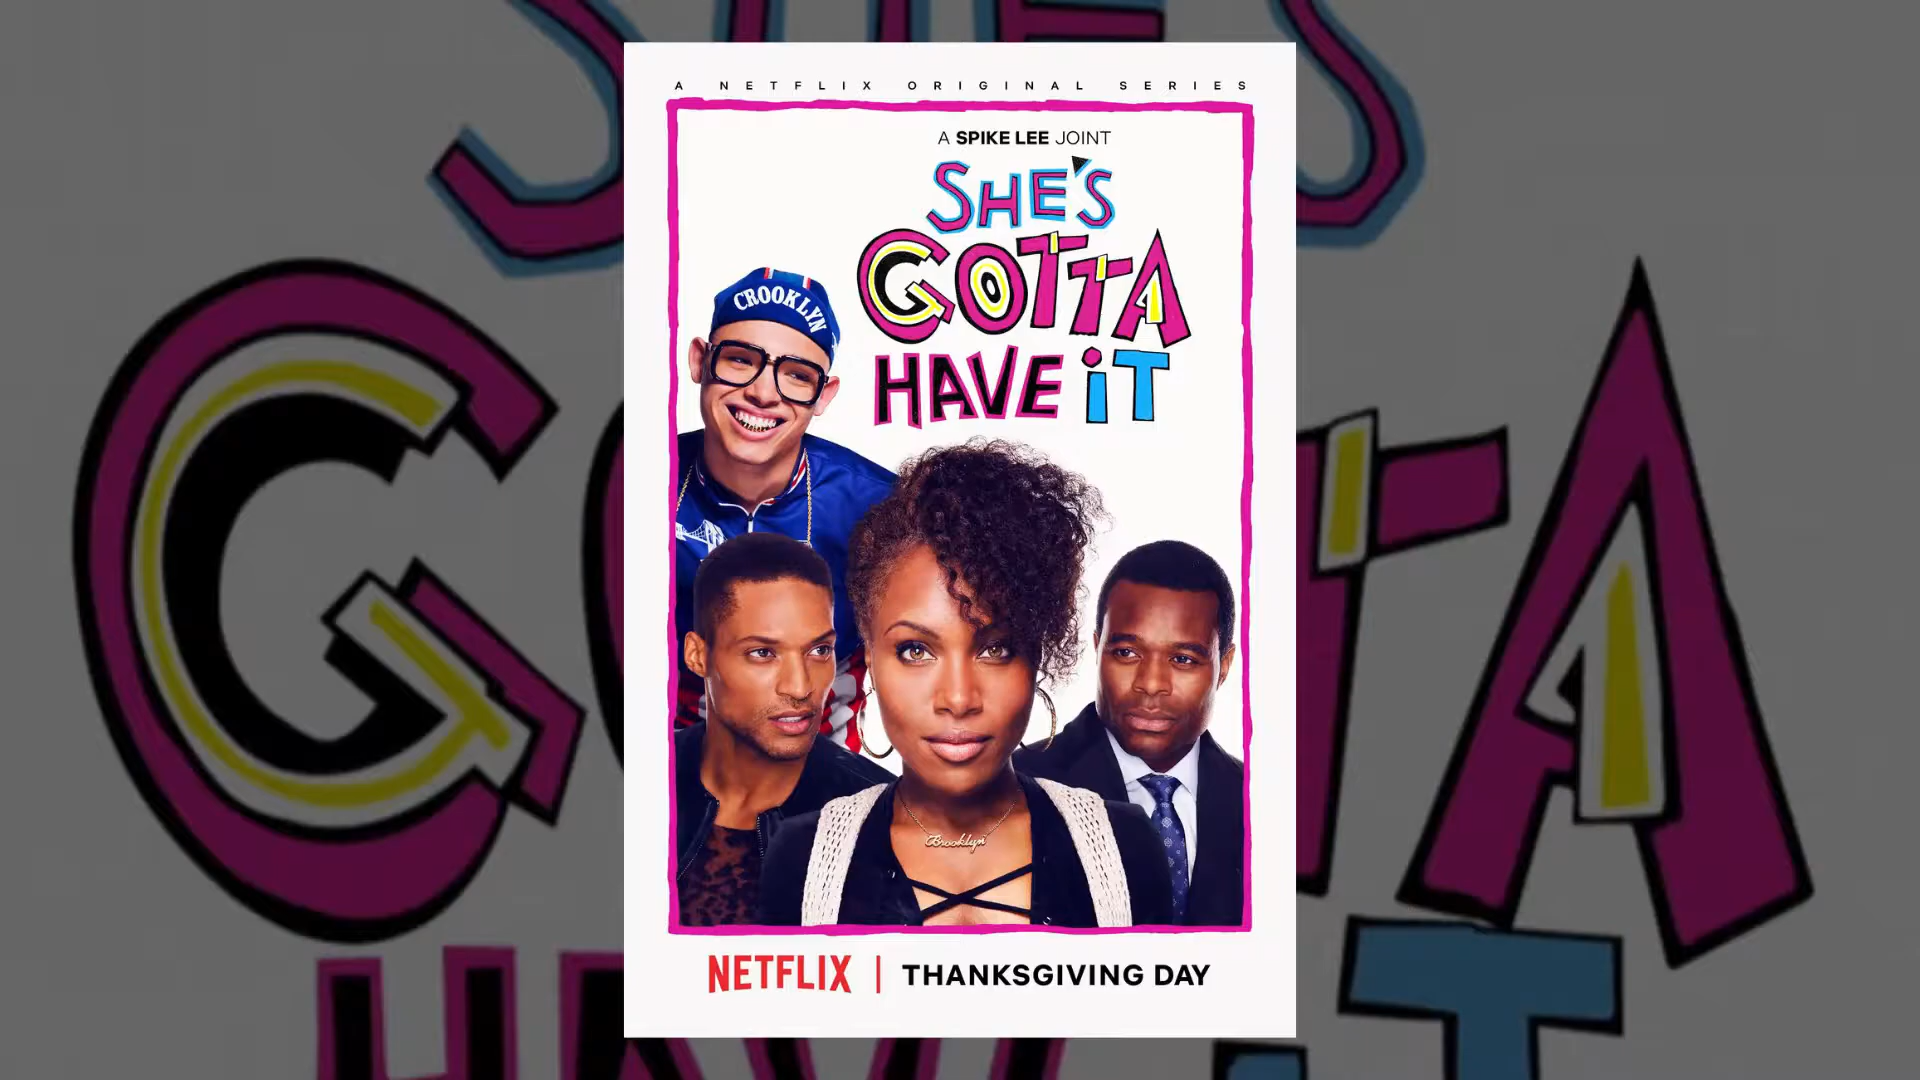 A NETFLIX ORIGINAL SERIES
A SPIKE LEE JOINT
SHE'S
GOTTA
HAVE iT
CROOKLYN
Brooklyn
NETFLIX | THANKSGIVING DAY